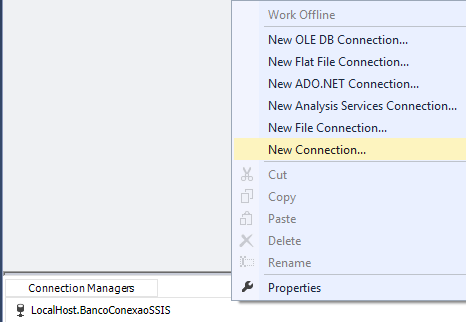 Work Offline
New OLE DB Connection...
New Flat File Connection...
New ADO.NET Connection...
New Analysis Services Connection...
New File Connection...
New Connection...
Cut
Copy
Paste
Delete
Rename
Properties
Connection Managers
LocalHost.BancoConexaoSSIS